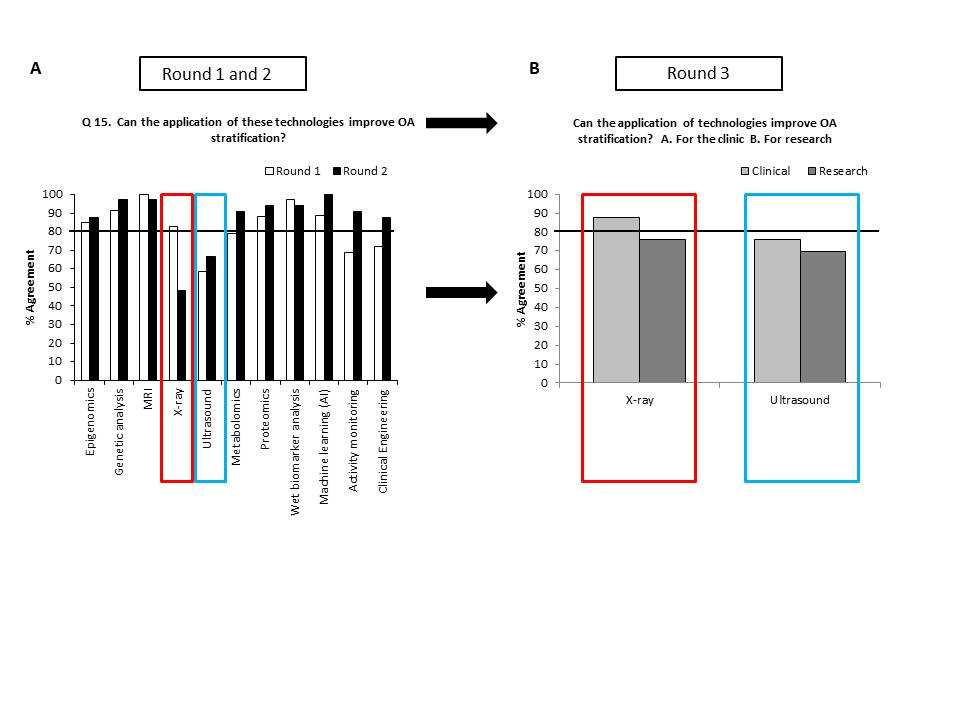 A
Round 1 and 2
Q 15. Can the application of these technologies improve OA
stratification?
Round 1 Round 2
% Agreement
100
90
80
70
60
50
40
30
20
10
0
Epigenomics
Genetic analysis
MRI
X-ray
Ultrasound
Metabolomics
Proteomics
Wet biomarker analysis
Machine learning (AI)
Activity monitoring
Clinical Engineering
B
Round 3
Can the application of technologies improve OA
stratification? A. For the clinic B. For research
Clinical Research
% Agreement
100
90
80
70
60
50
40
30
20
10
0
X-ray
Ultrasound